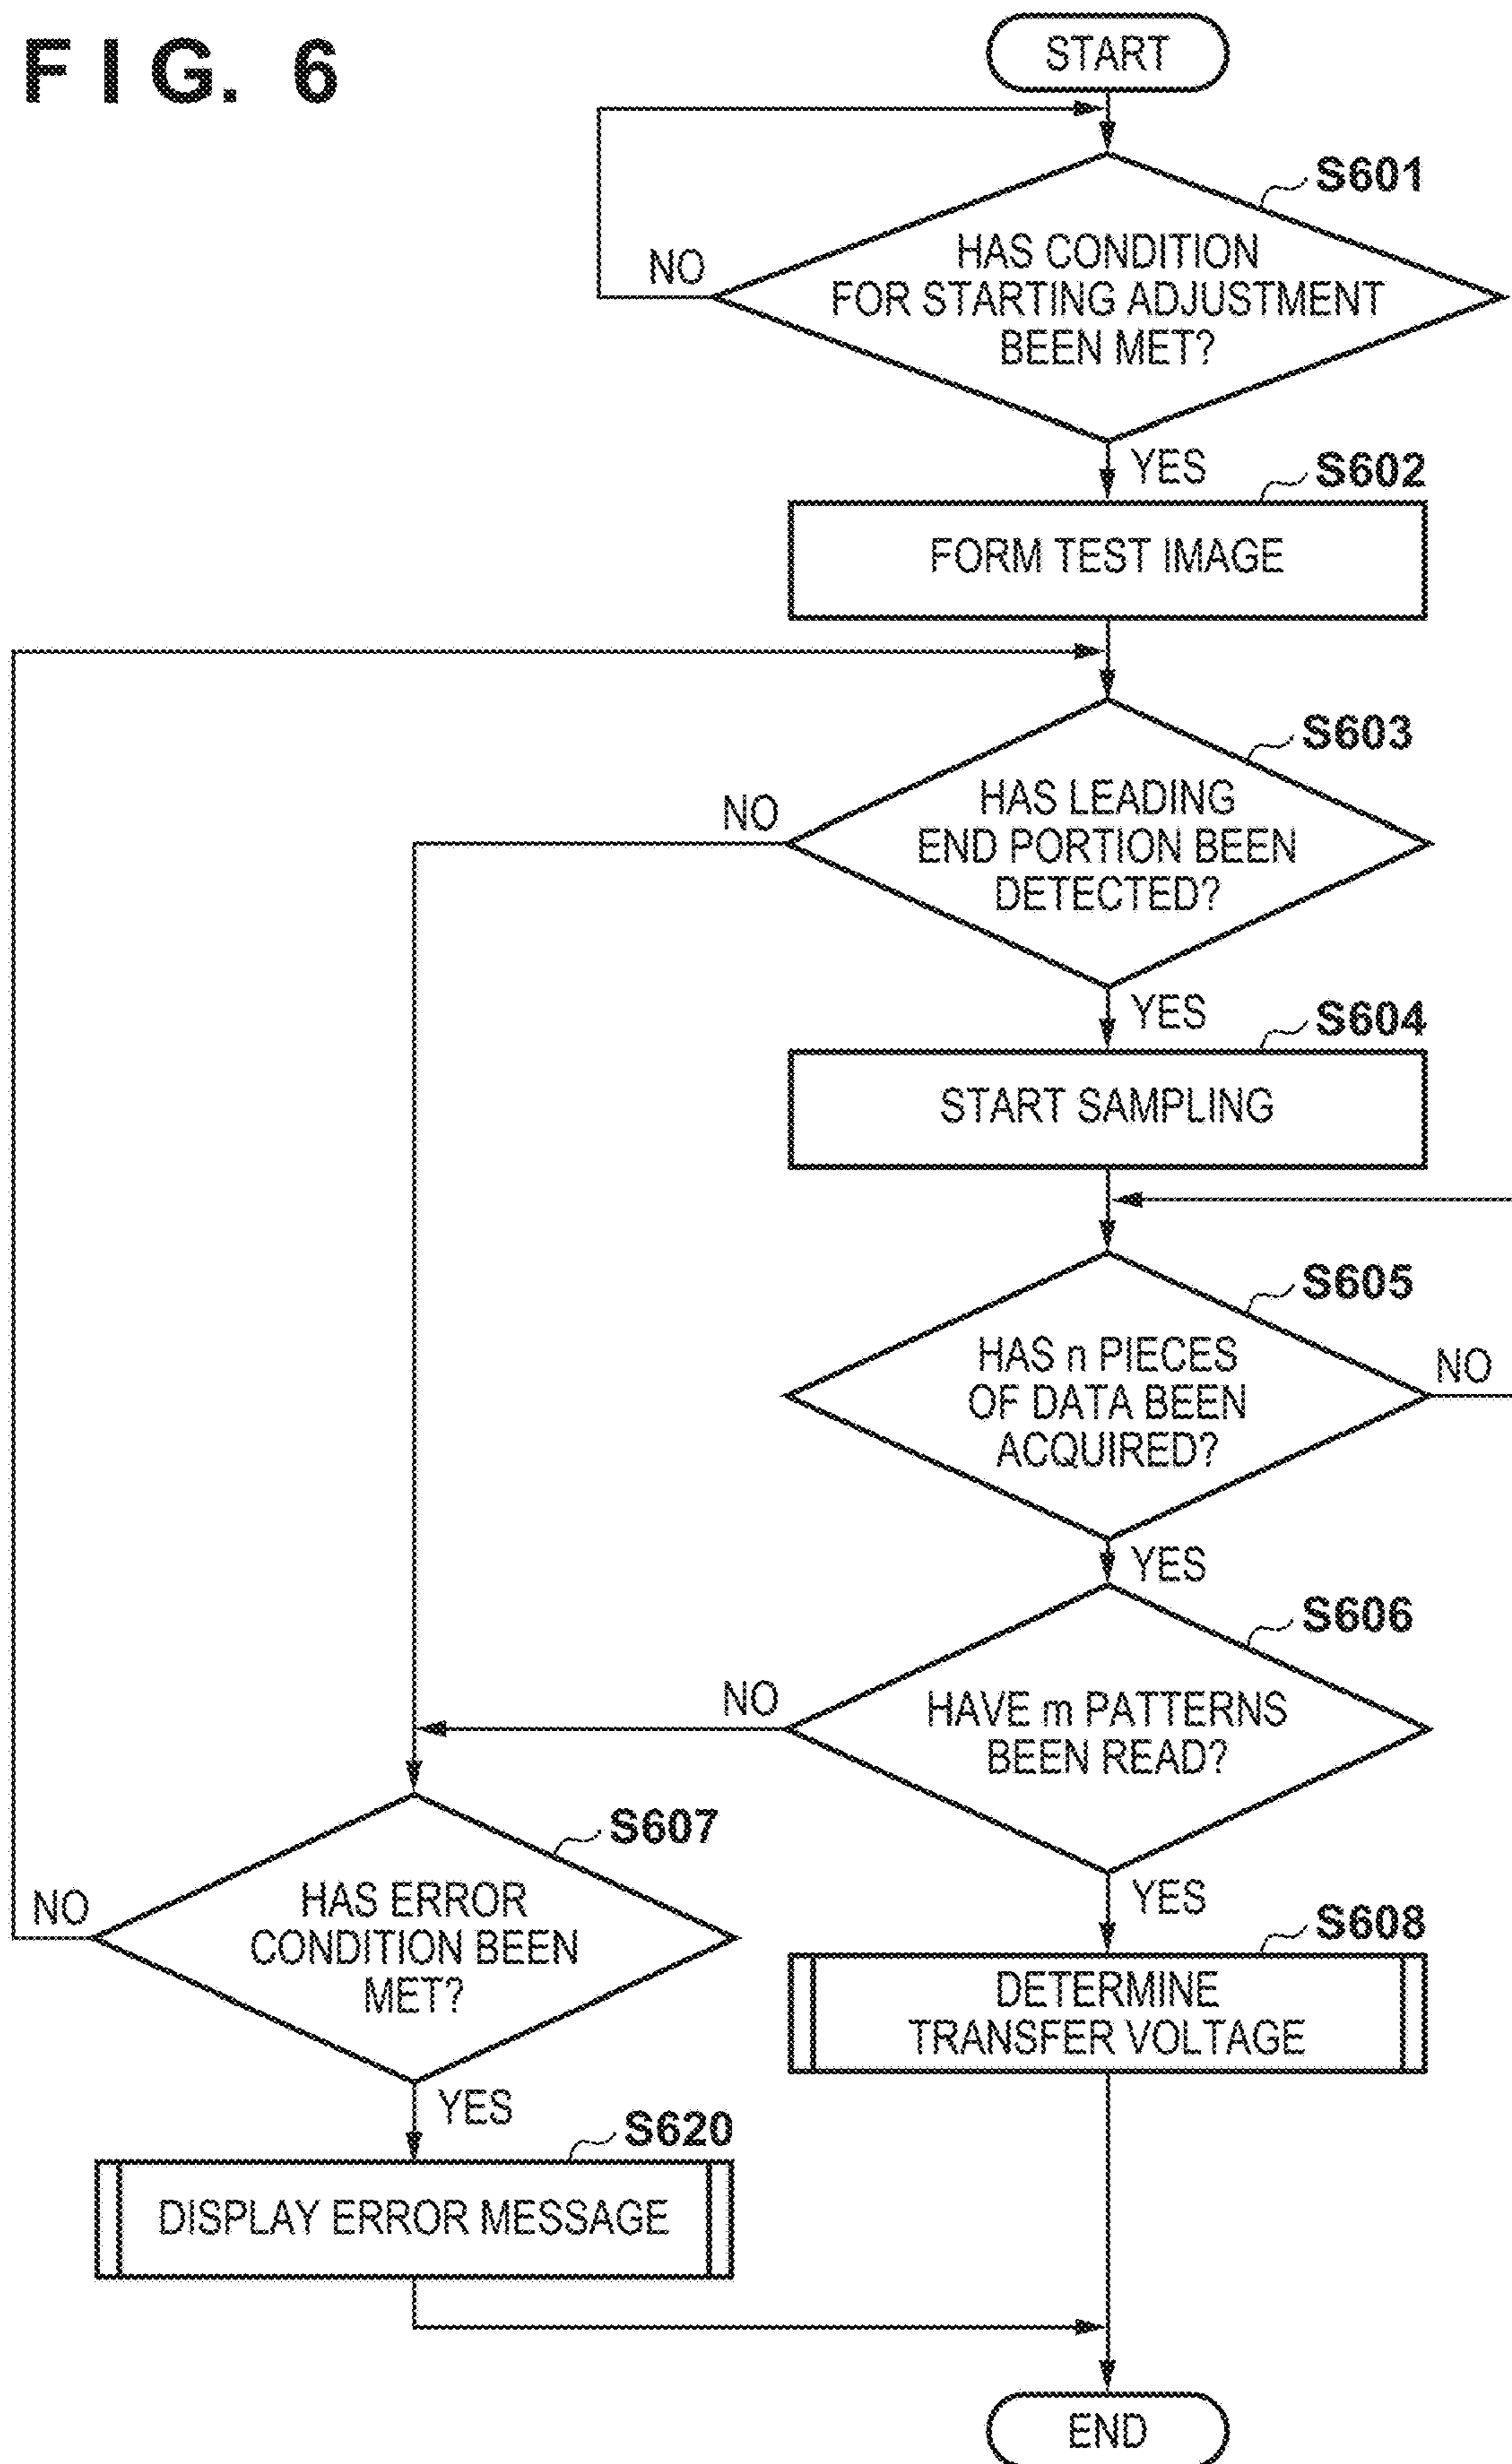 FIG. 6
START
S601
HAS CONDITION
FOR STARTING ADJUSTMENT
BEEN MET?
NO
YES
S602
FORM TEST IMAGE
S603
HAS LEADING
END PORTION BEEN
DETECTED?
NO
YES
S604
START SAMPLING
S605
HAS n PIECES
OF DATA BEEN
ACQUIRED?
NO
YES
S606
HAVE m PATTERNS
BEEN READ?
NO
YES
S607
HAS ERROR
CONDITION BEEN
MET?
NO
YES
S608
DETERMINE
TRANSFER VOLTAGE
S620
DISPLAY ERROR MESSAGE
END